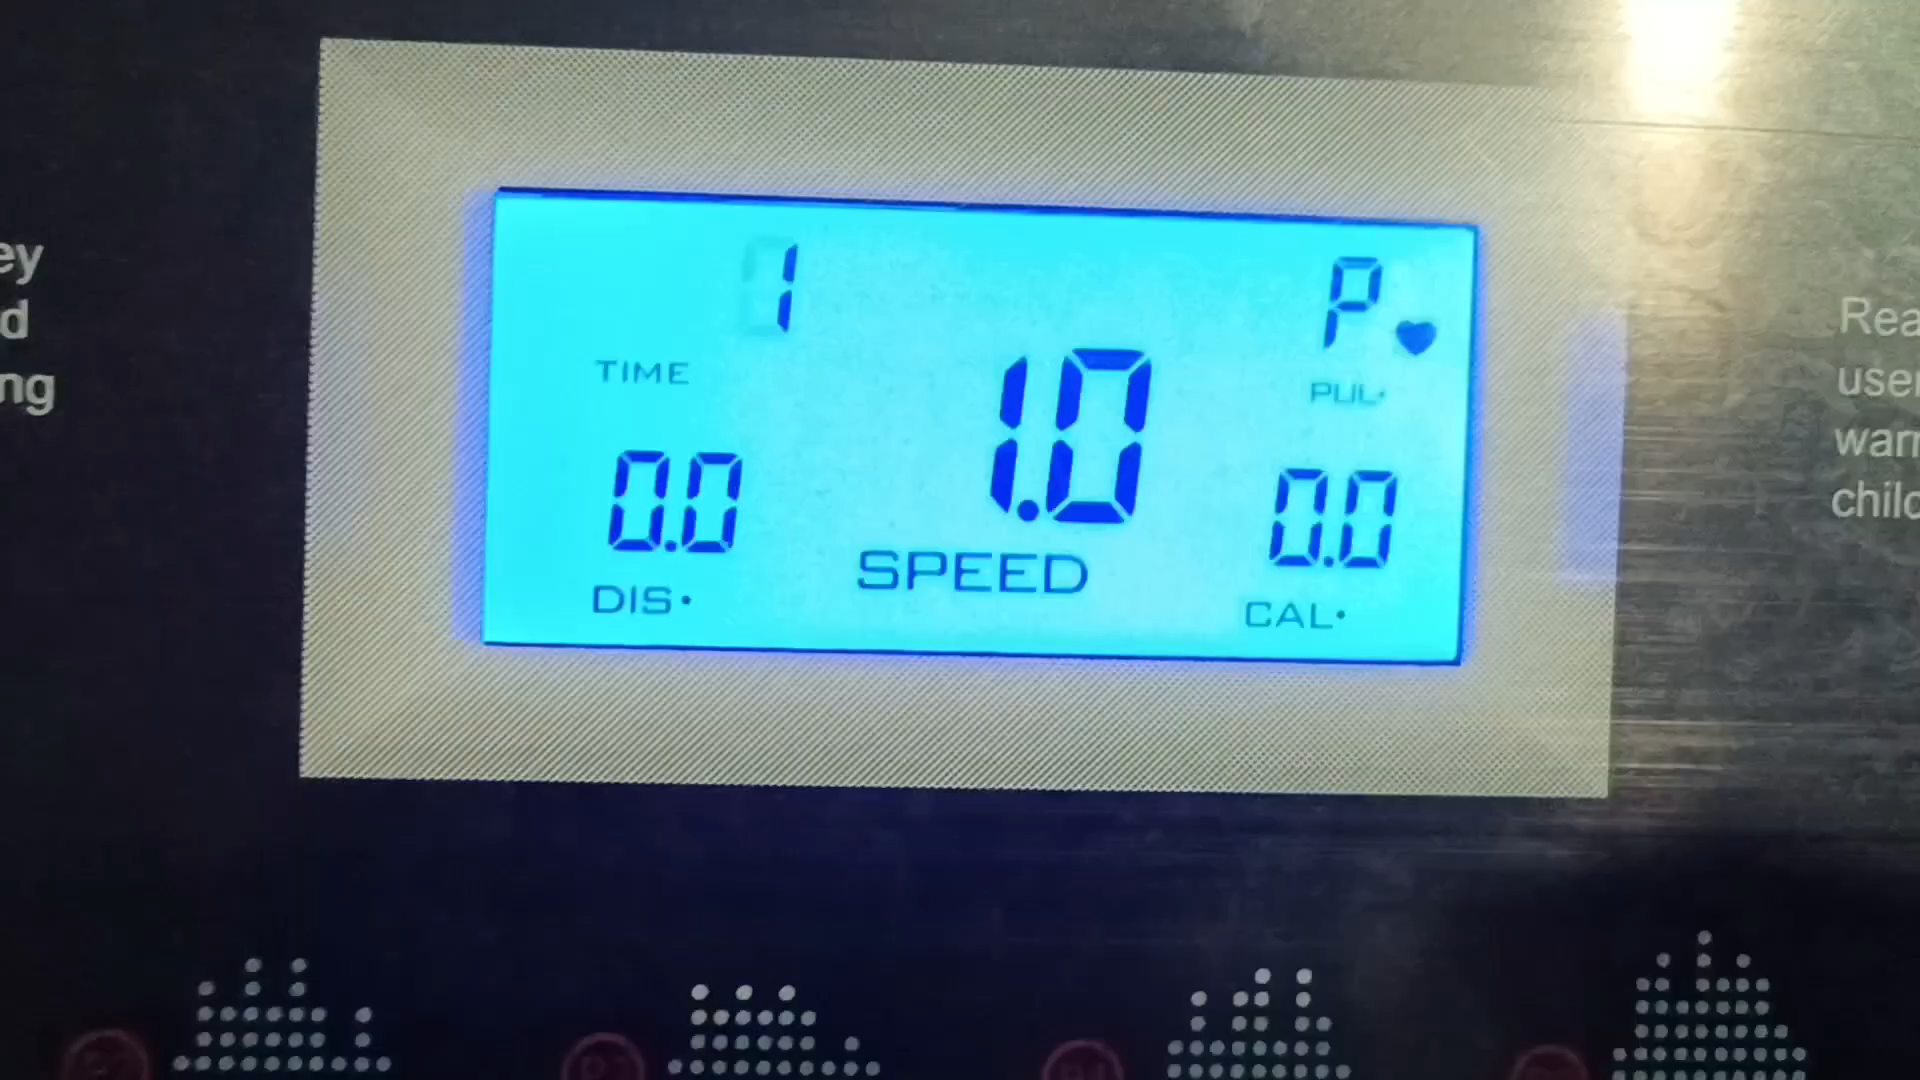 ey
d
ng
1
TIME
P
PUL·
1.0
SPEED
0.0
DIS·
0.0
CAL·
Rea
user
warn
child